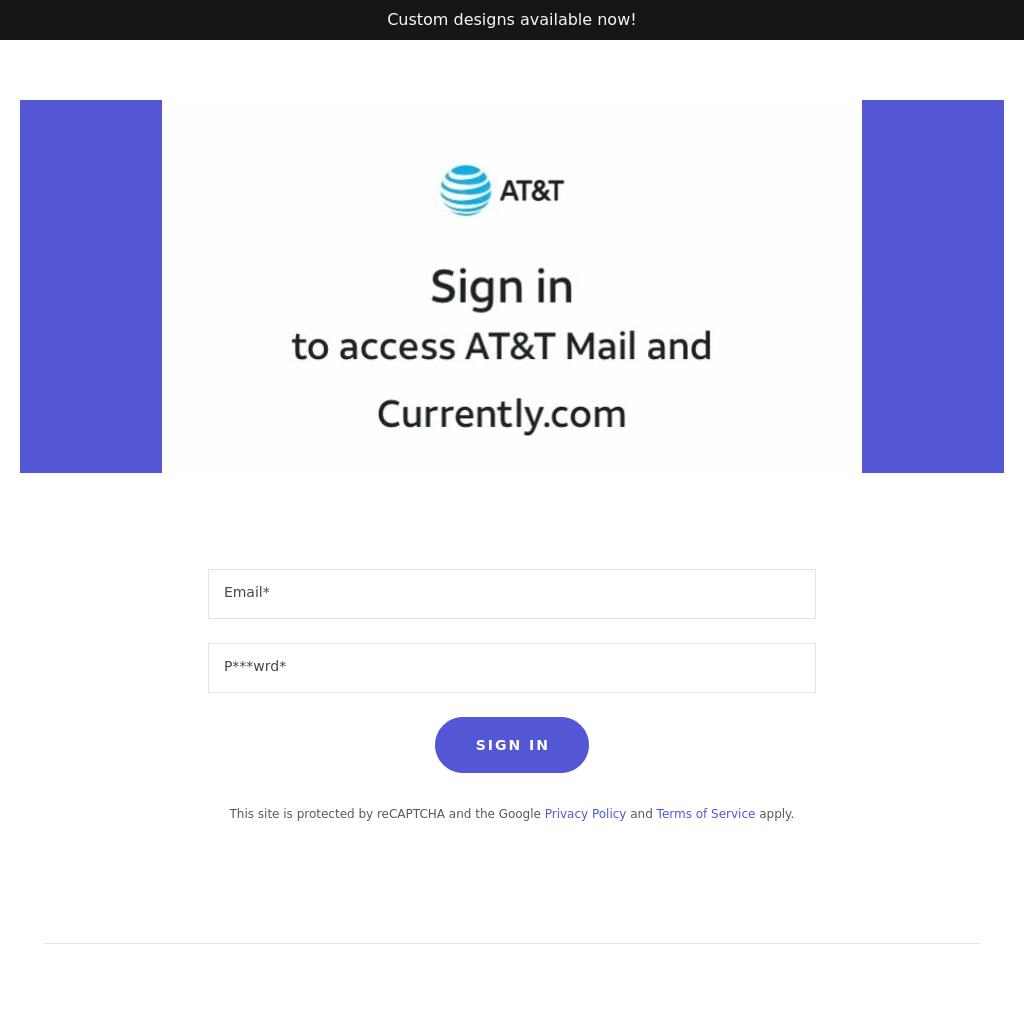 Custom designs available now!
AT&T
Sign in
to access AT&T Mail and
Currently.com
Email*
P***wrd*
SIGN IN
This site is protected by reCAPTCHA and the Google Privacy Policy and Terms of Service apply.